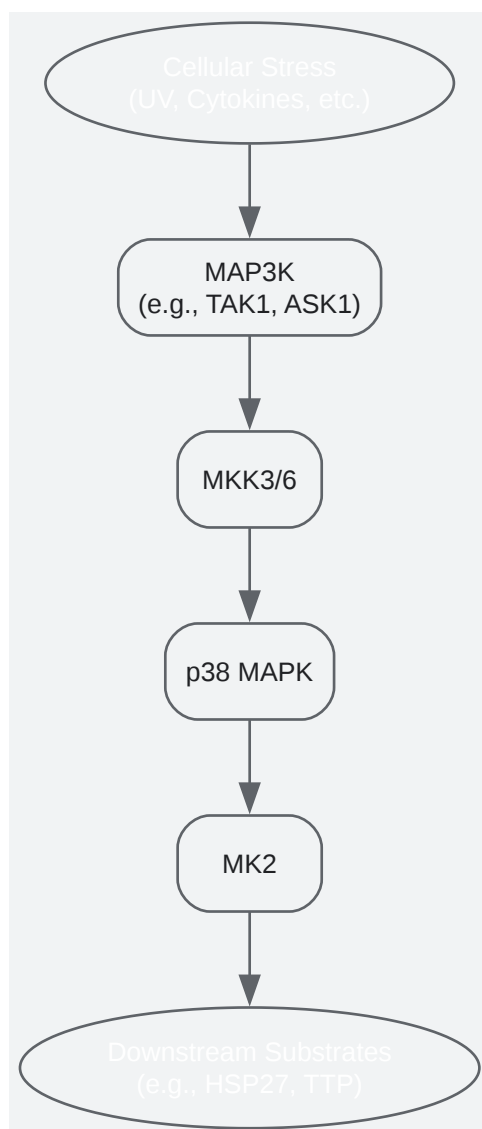 Cellular Stress
(UV, Cytokines, etc.)
MAP3K
(e.g., TAK1, ASK1)
MKK3/6
p38 MAPK
MK2
Downstream Substrates
(e.g., HSP27, TTP)